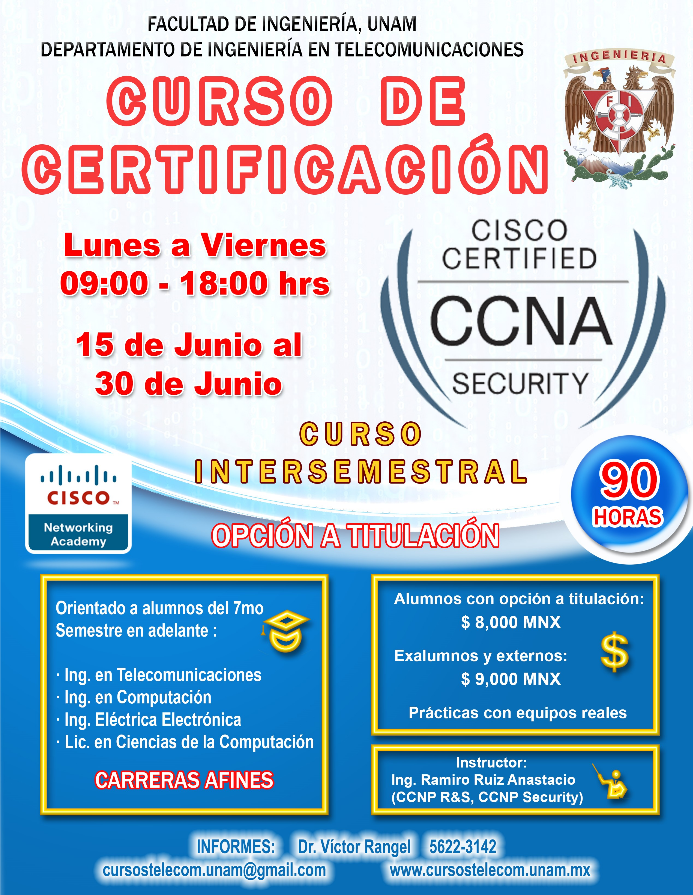 FACULTAD DE INGENIERÍA, UNAM
DEPARTAMENTO DE INGENIERÍA EN TELECOMUNICACIONES
INGENIERIA
FI
CURSO DE
CERTIFICACIÓN
Lunes a Viernes
09:00 - 18:00 hrs
15 de Junio al
30 de Junio
CISCO
CERTIFIED
CCNA
SECURITY
CURSO
INTERSEMESTRAL
CISCO™
Networking
Academy
90
HORAS
OPCIÓN A TITULACIÓN
Orientado a alumnos del 7mo
Semestre en adelante :
· Ing. en Telecomunicaciones
· Ing. en Computación
· Ing. Eléctrica Electrónica
· Lic. en Ciencias de la Computación
CARRERAS AFINES
Alumnos con opción a titulación:
$ 8,000 MNX
Exalumnos y externos:
$ 9,000 MNX
$
Prácticas con equipos reales
Instructor:
Ing. Ramiro Ruiz Anastacio
(CCNP R&S, CCNP Security)
INFORMES: Dr. Víctor Rangel 5622-3142
cursostelecom.unam@gmail.com www.cursostelecom.unam.mx